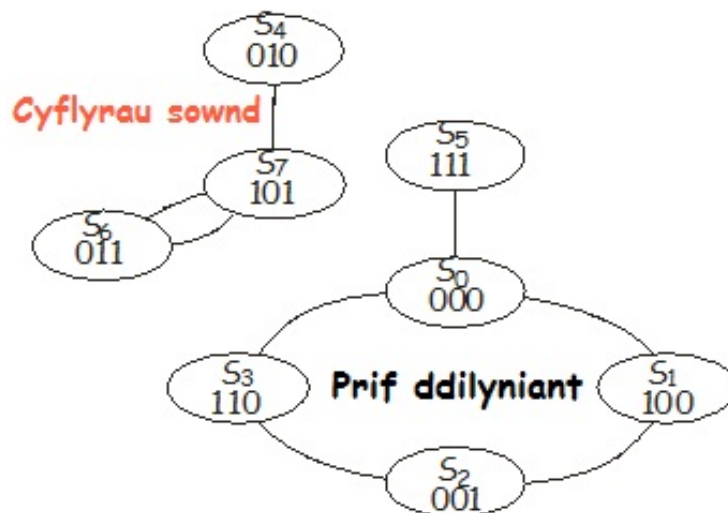 S4
010
Cyflyrau sownd
S5
111
S7
101
S6
011
S0
000
S3
110
Prif ddilyniant
S1
100
S2
001